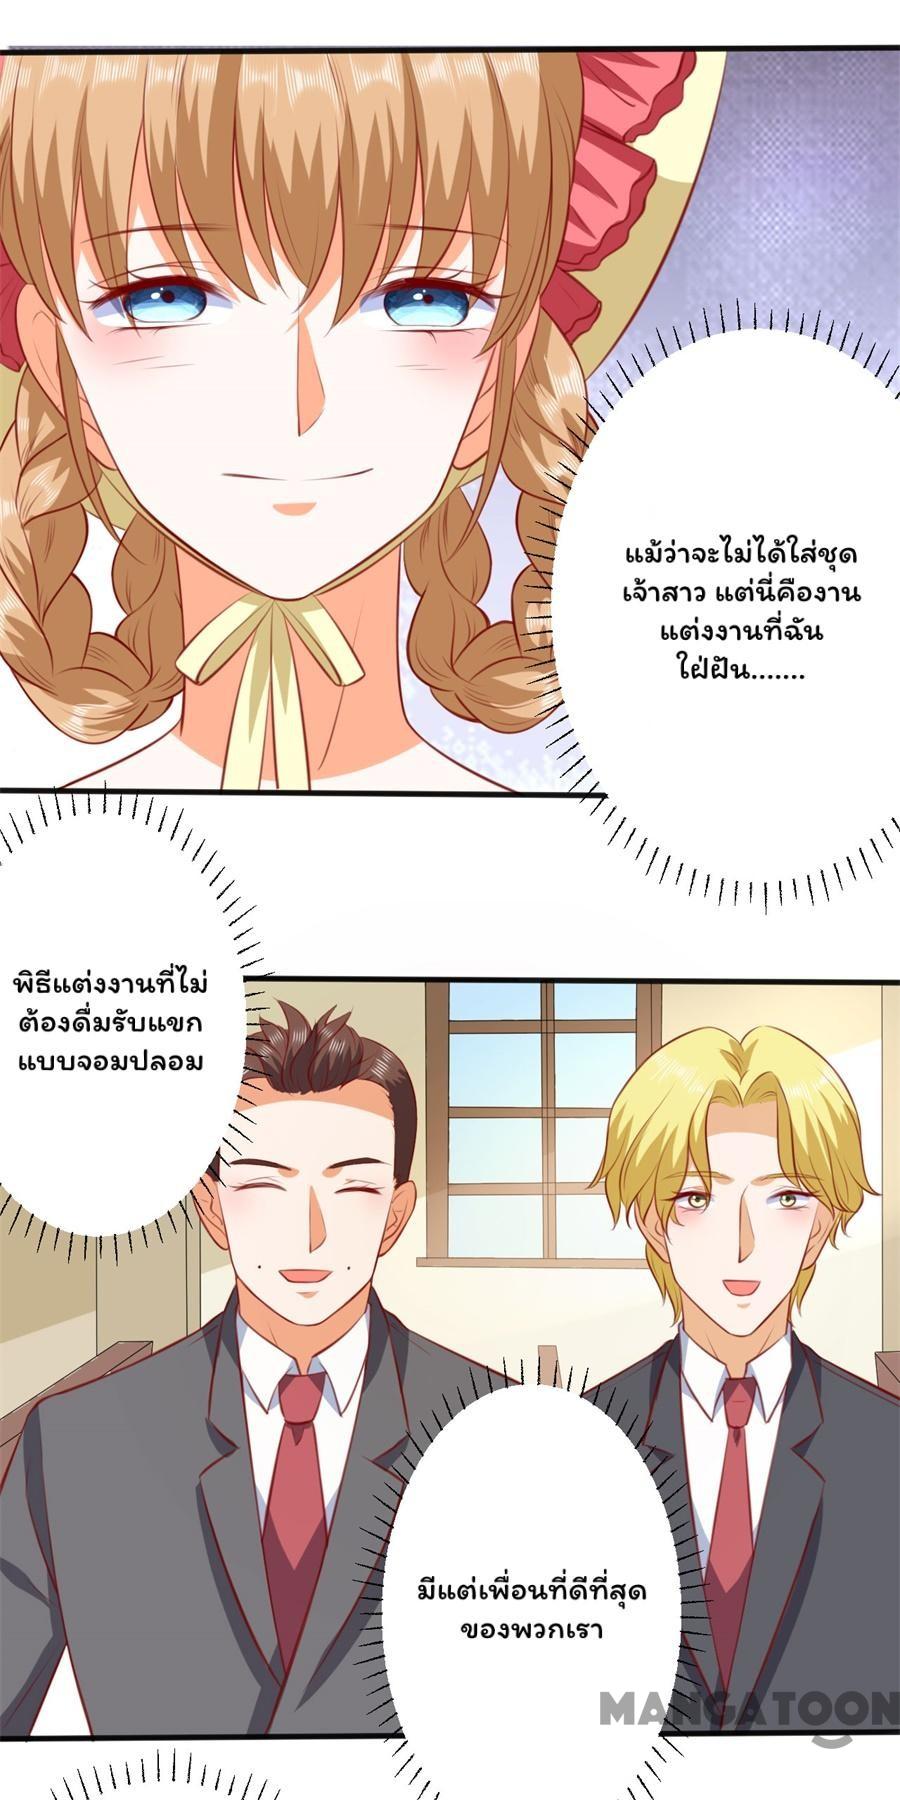 แม้ว่าจะไม่ได้ใส่ชุด
เจ้าสาว แต่นี่คืองาน
แต่งงานที่ฉัน
ใฝ่ฝัน.......
พิธีแต่งงานที่ไม่
ต้องดื่มรับแขก
แบบจอมปลอม
มีแต่เพื่อนที่ดีที่สุด
ของพวกเรา
MANGATOON